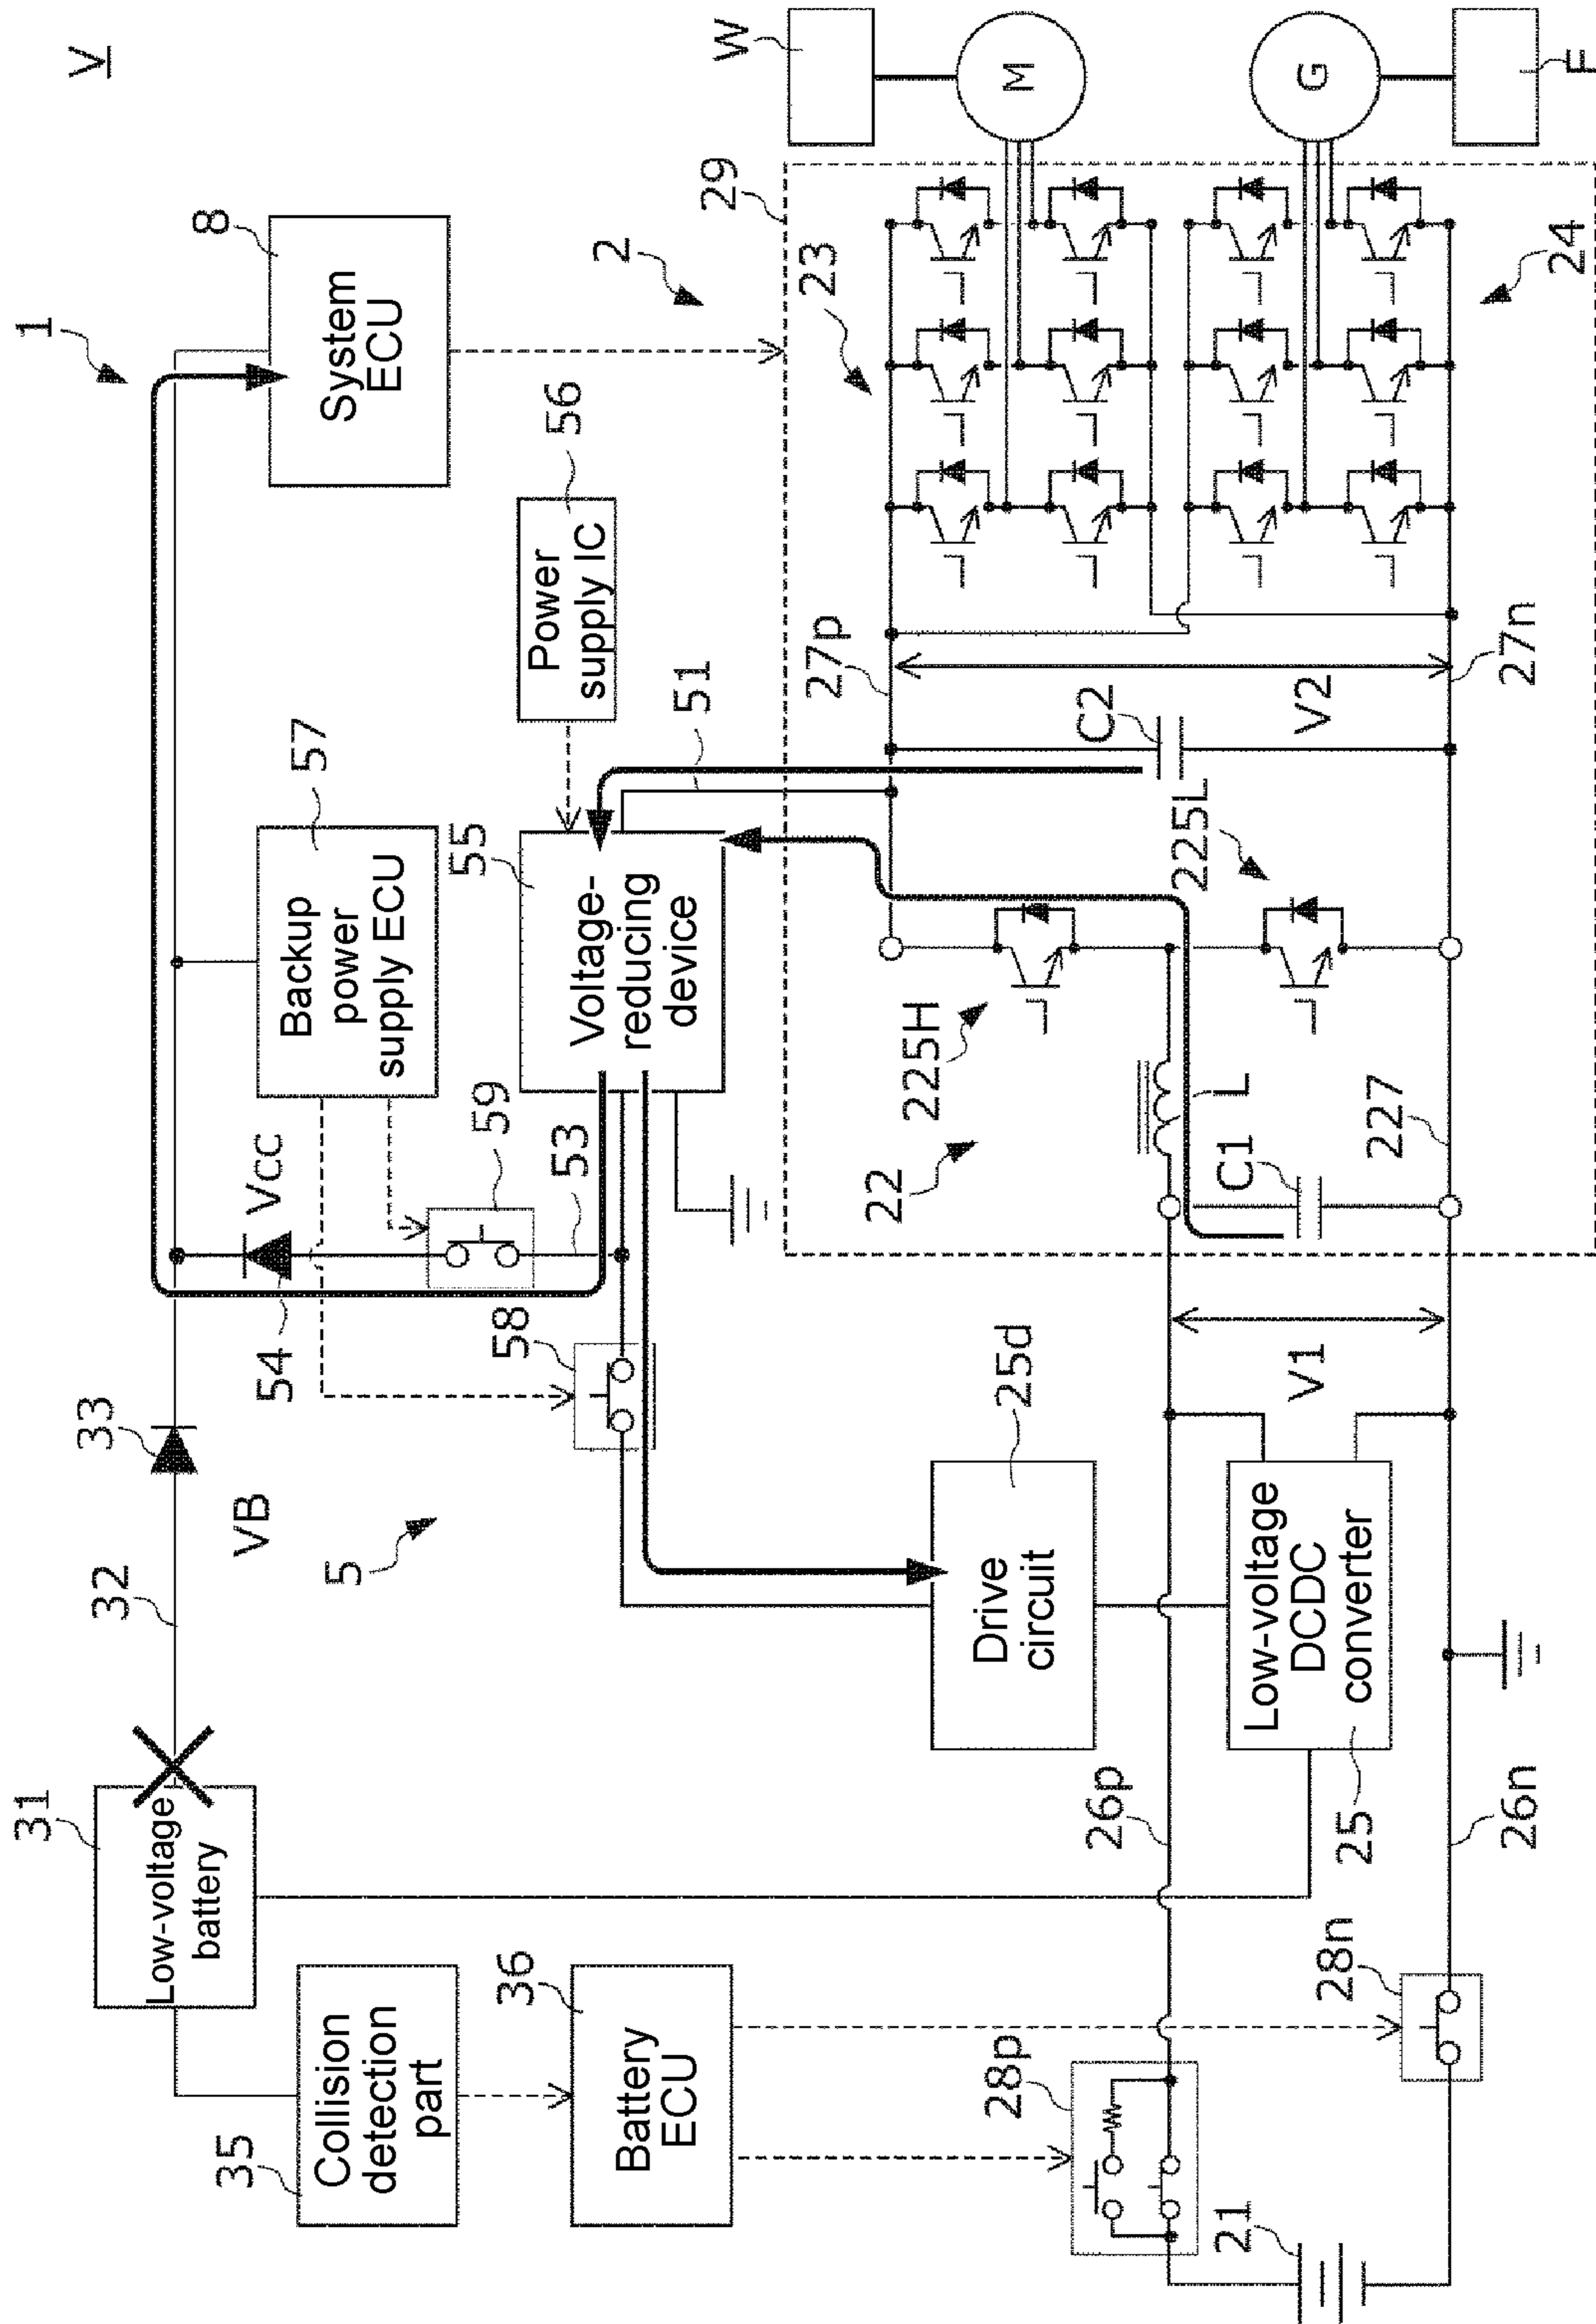 V
1
31
Low-voltage
battery
32
33
VB
54
Vcc
57
Backup
power
supply ECU
8
System
ECU
35
Collision
detection
part
36
Battery
ECU
5
58
59
53
55
Voltage-
reducing
device
56
Power
supply IC
51
2
29
25d
Drive
circuit
22
225H
225L
27p
23
W
M
28p
26p
L
C1
C2
V1
V2
G
21
28n
25
Low-voltage
DCDC
converter
26n
227
27n
24
E